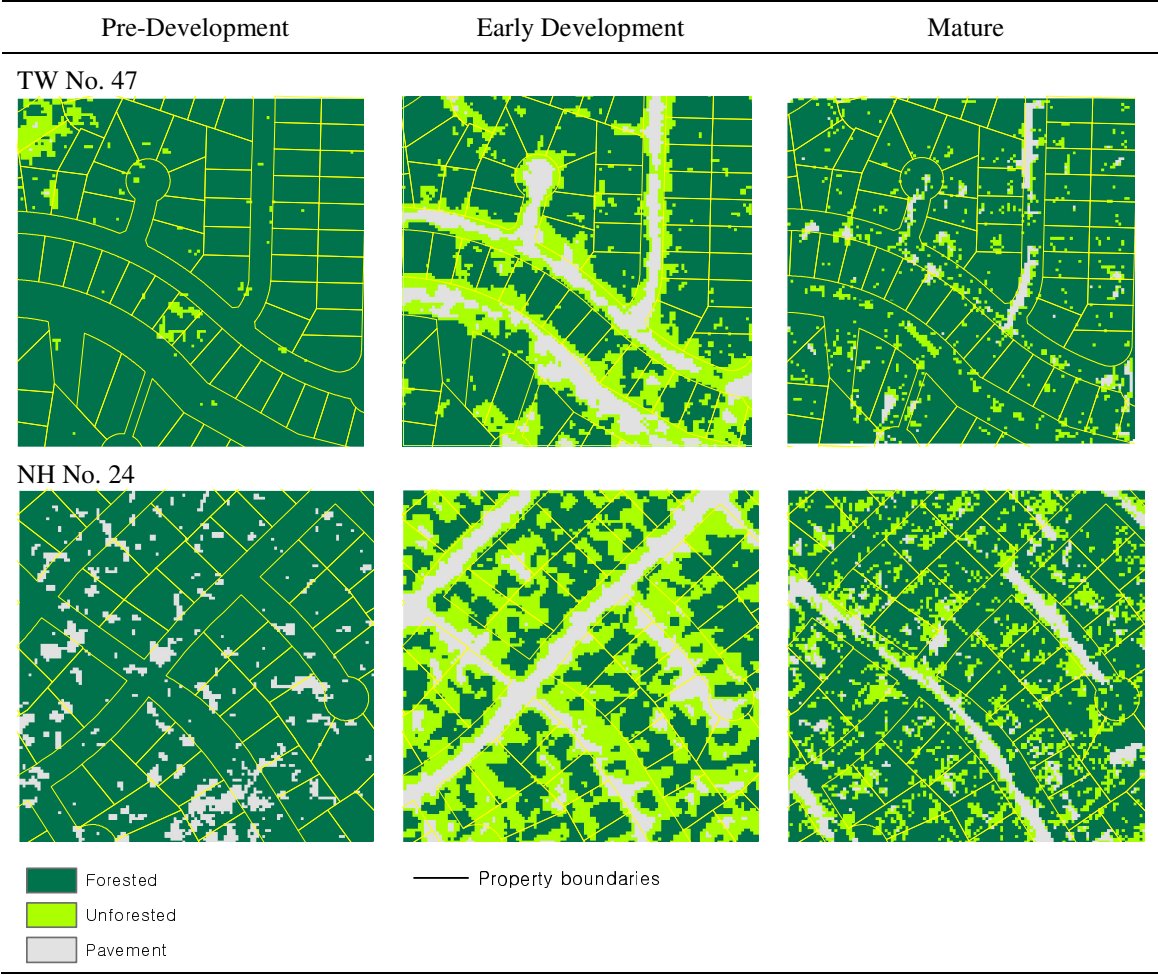 Pre-Development Early Development Mature
TW No. 47
NH No. 24
Forested
Property boundaries
Unforested
Pavement